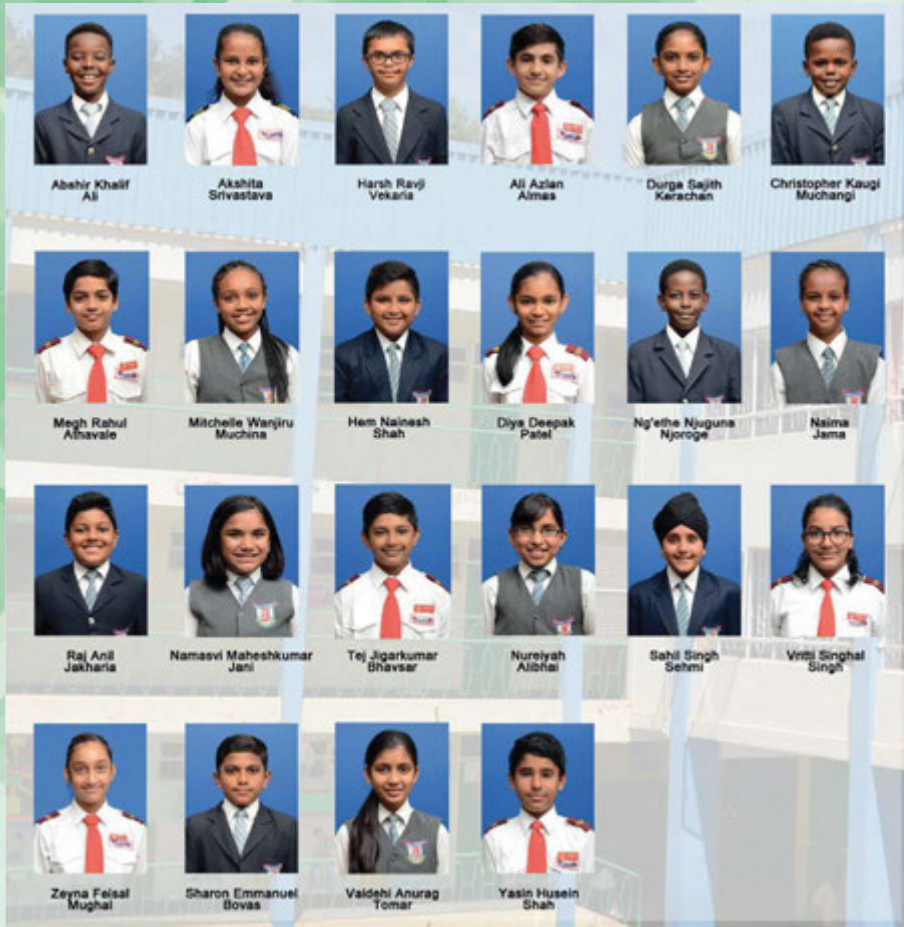 Abshir Khalif
Ali
Akshita
Srivastava
Harsh Ravji
Vekaria
Ali Azlan
Almas
Durga Sajith
Kerachan
Christopher Kaugi
Muchangi
Megh Rahul
Athavale
Mitchelle Wanjiru
Muchina
Hem Nainesh
Shah
Diya Deepak
Patel
Ng'ethe Njuguna
Njoroge
Naima
Jama
Raj Anil
Jakharia
Namasvi Maheshkumar
Jani
Tej Jigarkumar
Bhavsar
Nureiyah
Alibhai
Sahil Singh
Sehmi
Vritti Singhal
Singh
Zeyna Feisal
Mughal
Sharon Emmanuel
Bovas
Vaidehi Anurag
Tomar
Yasin Husein
Shah